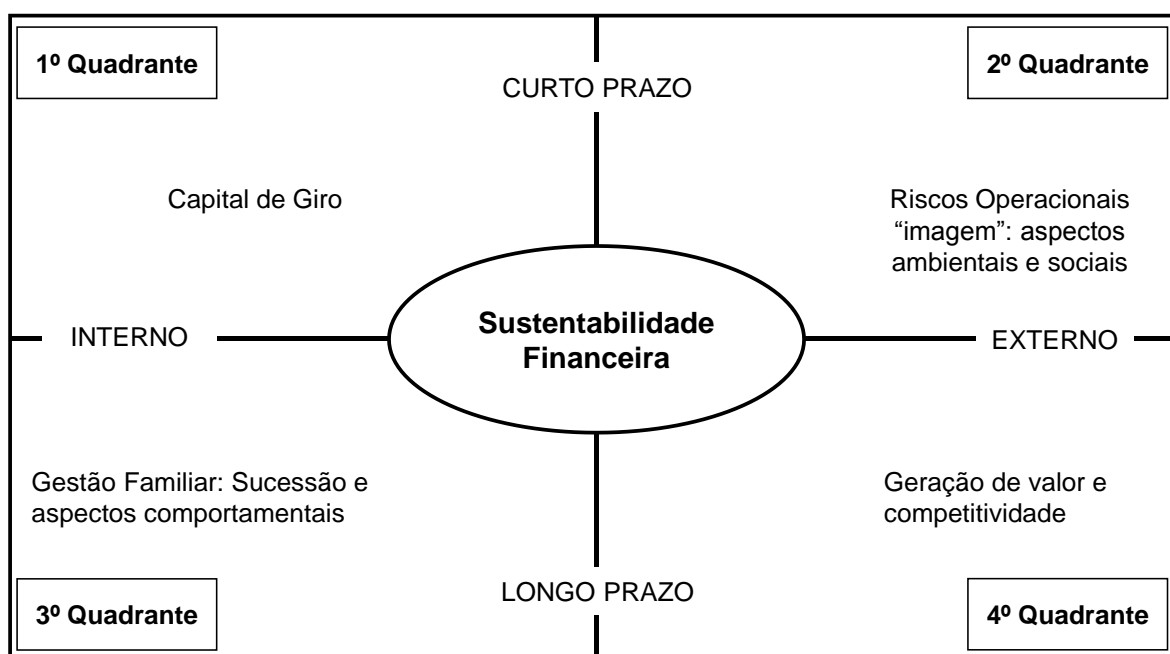 1º Quadrante
2º Quadrante
CURTO PRAZO
Capital de Giro
Riscos Operacionais
“imagem”: aspectos
ambientais e sociais
INTERNO
Sustentabilidade
Financeira
EXTERNO
Gestão Familiar: Sucessão e
aspectos comportamentais
Geração de valor e
competitividade
LONGO PRAZO
3º Quadrante
4º Quadrante